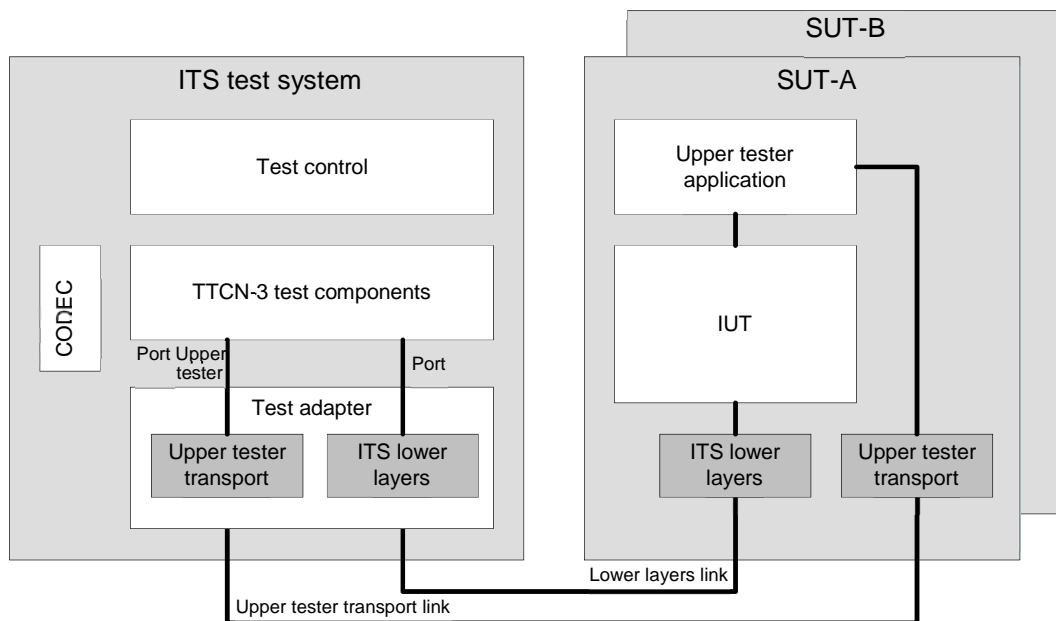 SUT-B
ITS test system
SUT-A
Test control
Upper tester
application
CODEC
TTCN-3 test components
IUT
Port Upper
tester
Port
Test adapter
Upper tester
transport
ITS lower
layers
ITS lower
layers
Upper tester
transport
Lower layers link
Upper tester transport link